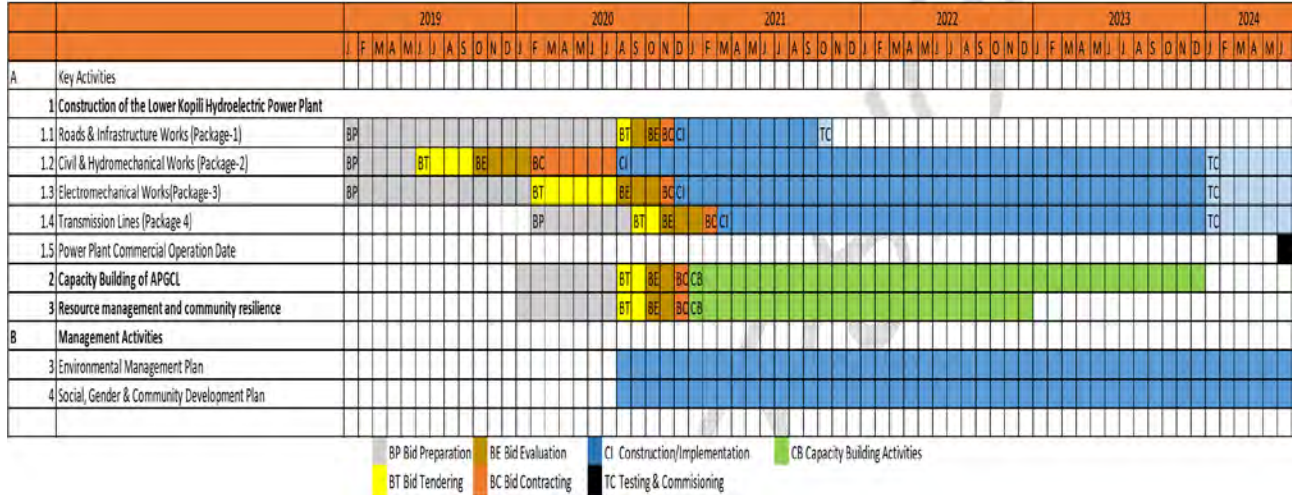 2019 2020 2021 2022 2023 2024
J F M A M J J A S O N D J F M A M J J A S O N D J F M A M J J A S O N D J F M A M J J A S O N D J F M A M J J A S O N D J F M A M J
A Key Activities
1 Construction of the Lower Kopili Hydroelectric Power Plant
1.1 Roads & Infrastructure Works (Package-1) BP BT BE BC CI TC
1.2 Civil & Hydromechanical Works (Package-2) BP BT BE BC CI TC
1.3 Electromechanical Works(Package-3) BP BT BE BC CI TC
1.4 Transmission Lines (Package 4) BP BT BE BC CI TC
1.5 Power Plant Commercial Operation Date
2 Capacity Building of APGCL BT BE BC CB
3 Resource management and community resilience BT BE BC CB
B Management Activities
3 Environmental Management Plan
4 Social, Gender & Community Development Plan
BP Bid Preparation BE Bid Evaluation CI Construction/Implementation CB Capacity Building Activities
BT Bid Tendering BC Bid Contracting TC Testing & Commisioning